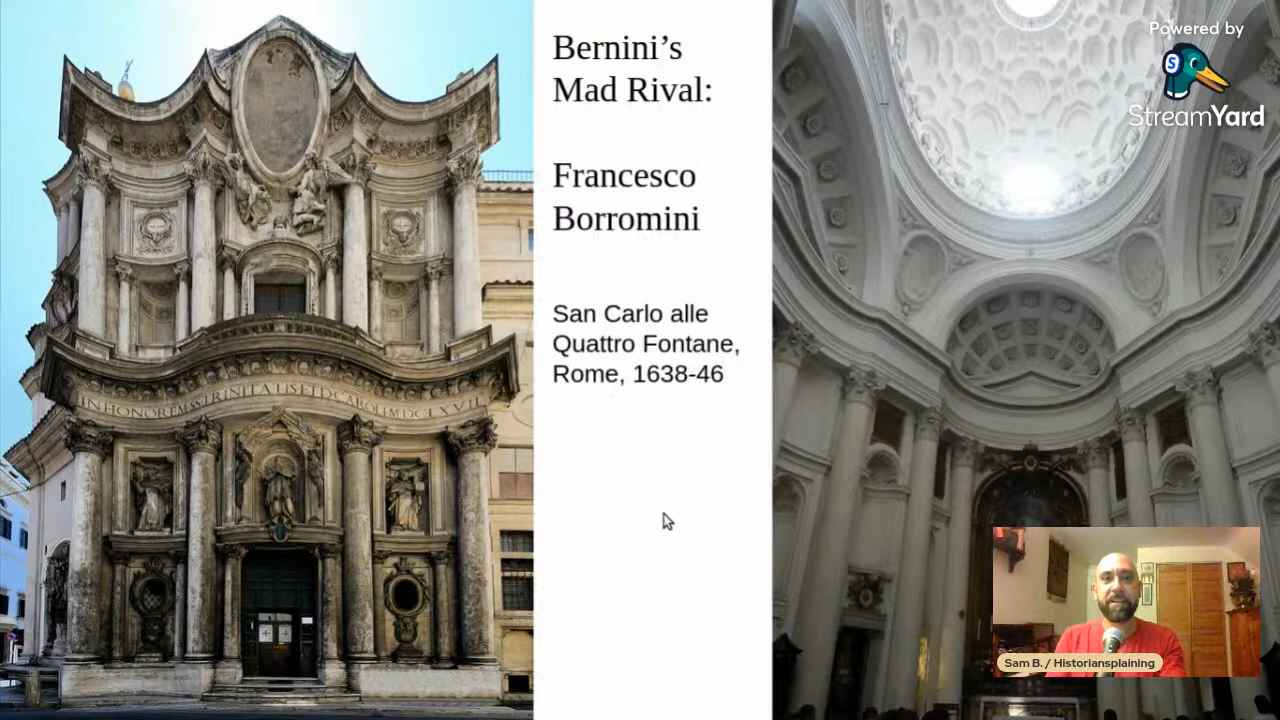 Bernini’s
Mad Rival:
Francesco
Borromini
San Carlo alle
Quattro Fontane,
Rome, 1638-46
Powered by
S
StreamYard
Sam B. / Historiansplaining